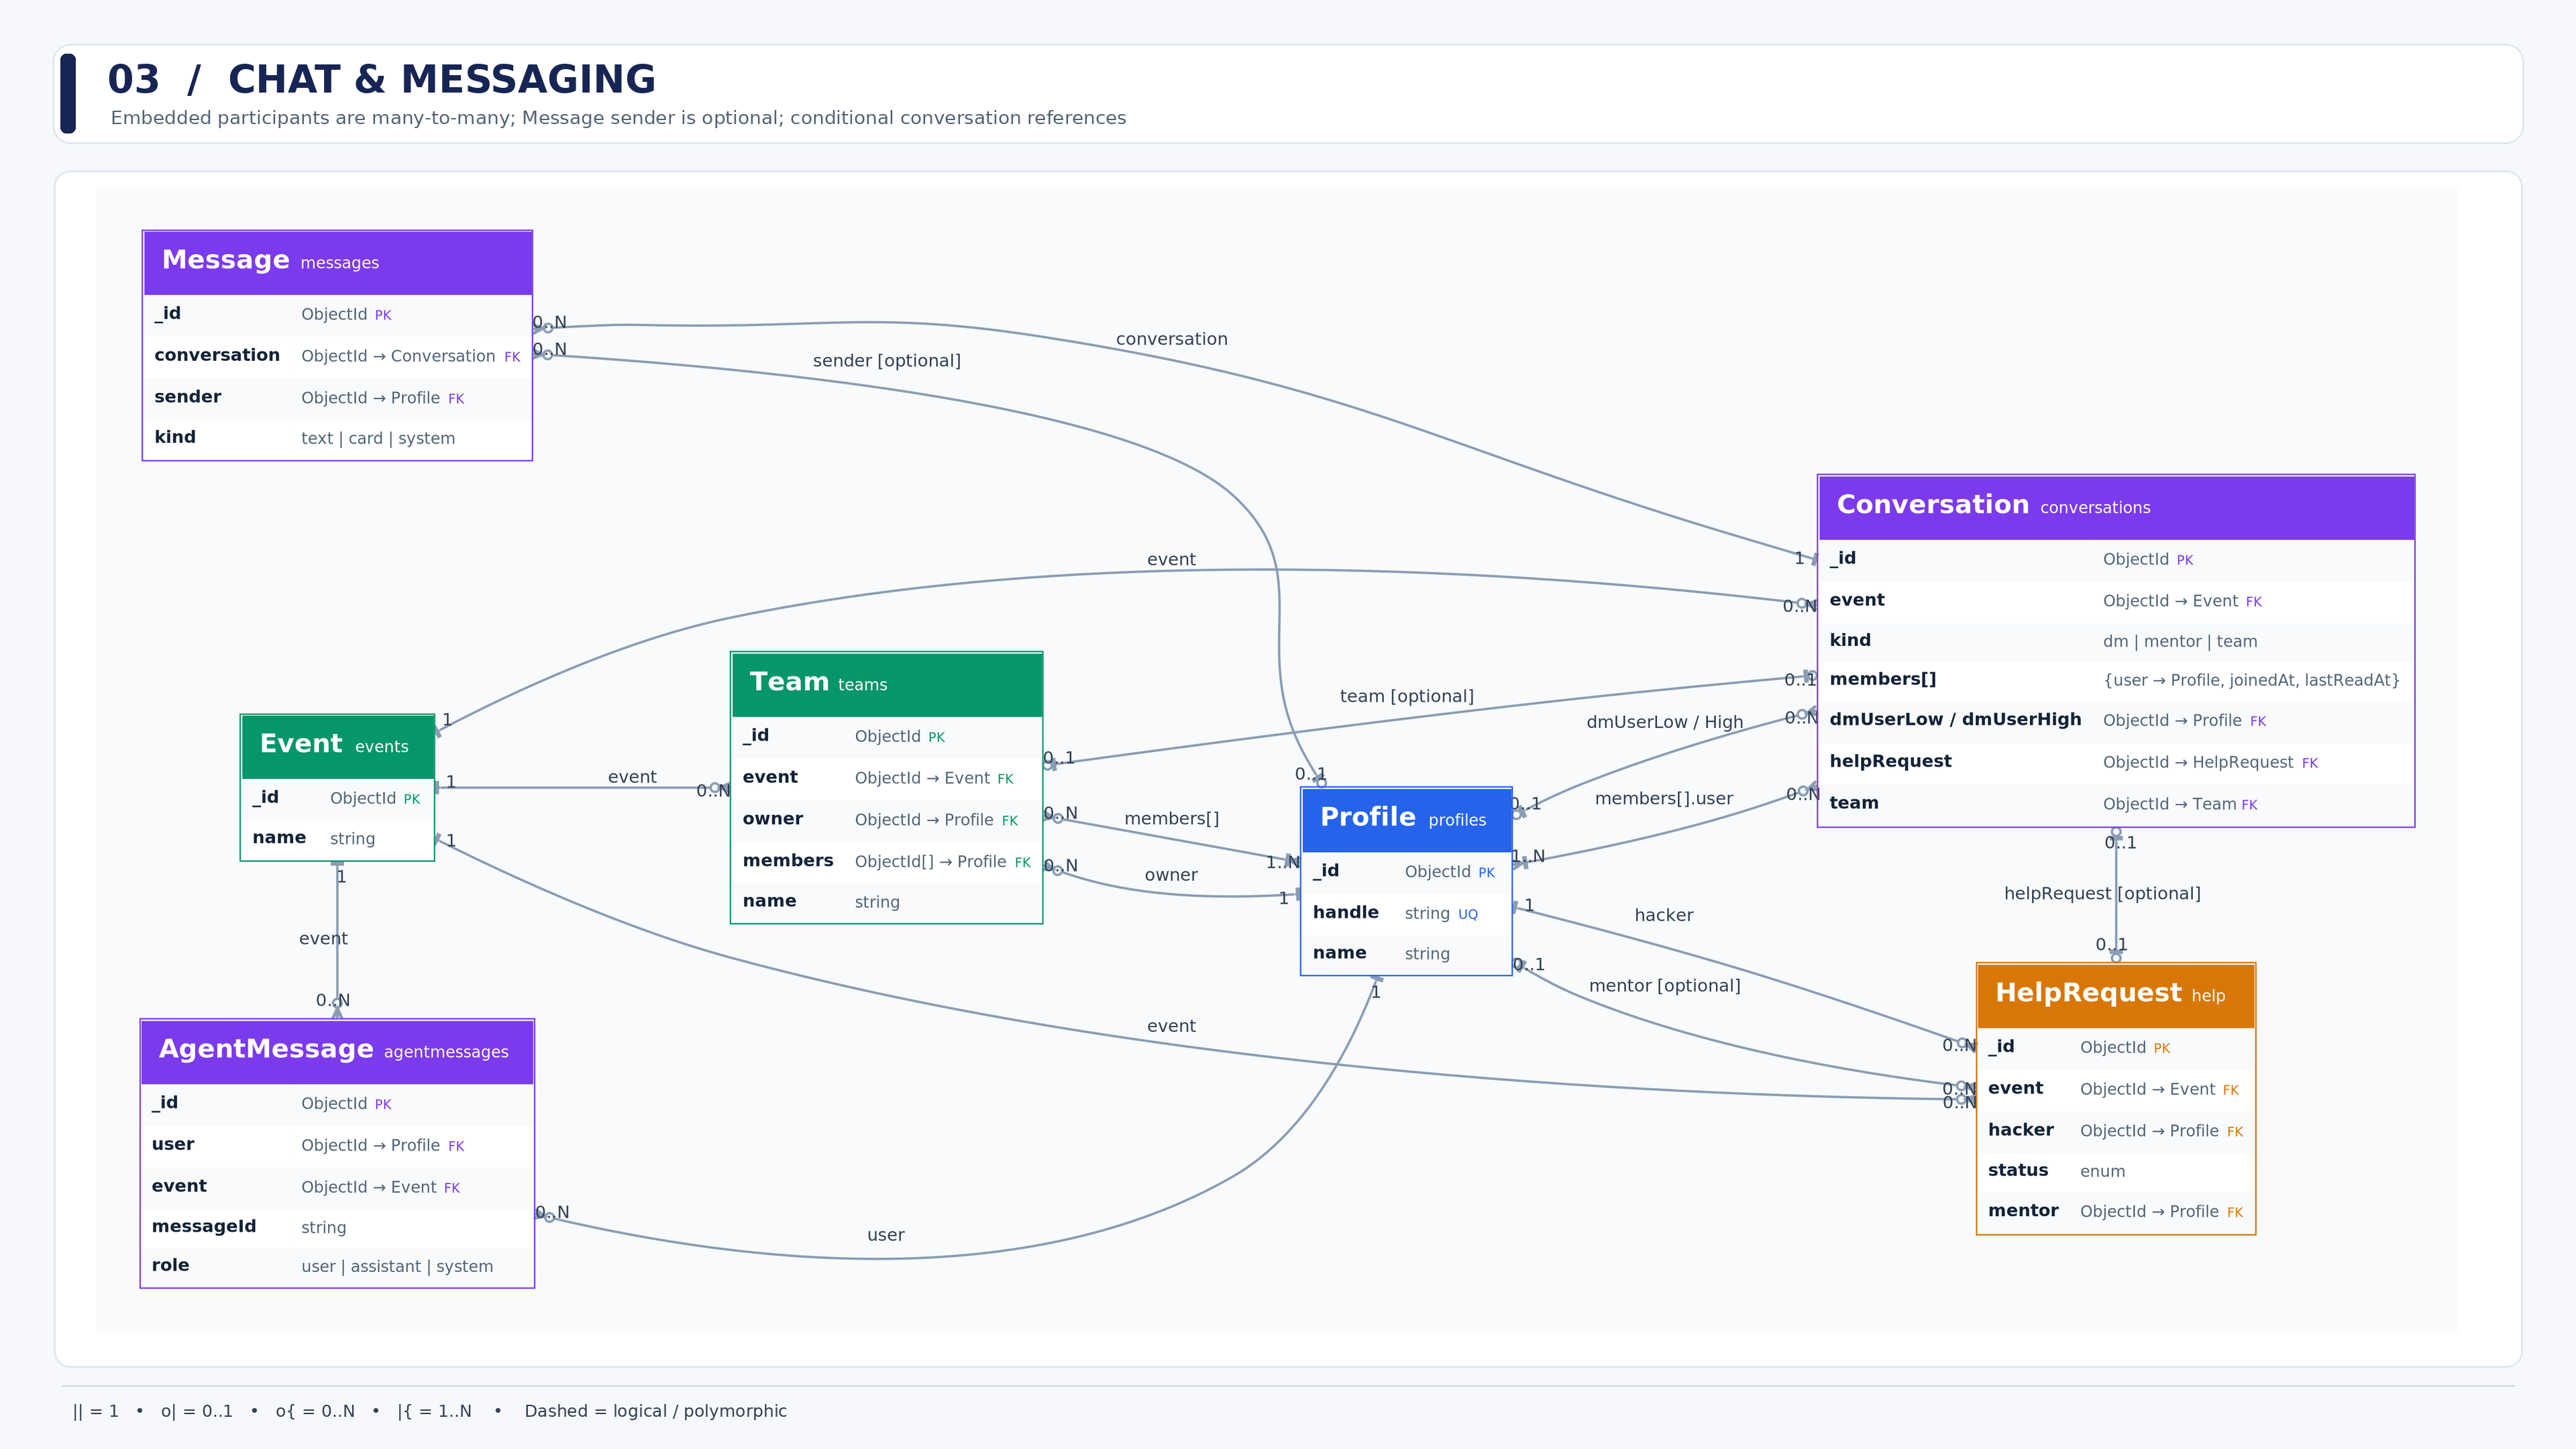 03 / CHAT & MESSAGING
Embedded participants are many-to-many; Message sender is optional; conditional conversation references
Message messages
_id ObjectId PK
conversation ObjectId → Conversation FK
sender ObjectId → Profile FK
kind text | card | system
0..N
0..N
conversation
sender [optional]
Conversation conversations
_id ObjectId PK
event ObjectId → Event FK
kind dm | mentor | team
members[] {user → Profile, joinedAt, lastReadAt}
dmUserLow / dmUserHigh ObjectId → Profile FK
helpRequest ObjectId → HelpRequest FK
team ObjectId → Team FK
1
0..N
0..1
0..N
0..N
event
team [optional]
dmUserLow / High
members[].user
Team teams
_id ObjectId PK
event ObjectId → Event FK
owner ObjectId → Profile FK
members ObjectId[] → Profile FK
name string
0..1
0..N
0..N
Event events
_id ObjectId PK
name string
1
1
1
1
event
0..N
members[]
owner
0..1
1..N
1
Profile profiles
_id ObjectId PK
handle string UQ
name string
0..1
1..N
1
0..1
1
hacker
mentor [optional]
0..1
helpRequest [optional]
0..1
event
0..N
event
HelpRequest help
_id ObjectId PK
event ObjectId → Event FK
hacker ObjectId → Profile FK
status enum
mentor ObjectId → Profile FK
0..N
0..N
0..N
AgentMessage agentmessages
_id ObjectId PK
user ObjectId → Profile FK
event ObjectId → Event FK
messageId string
role user | assistant | system
0..N
user
|| = 1 • o| = 0..1 • o{ = 0..N • |{ = 1..N • Dashed = logical / polymorphic